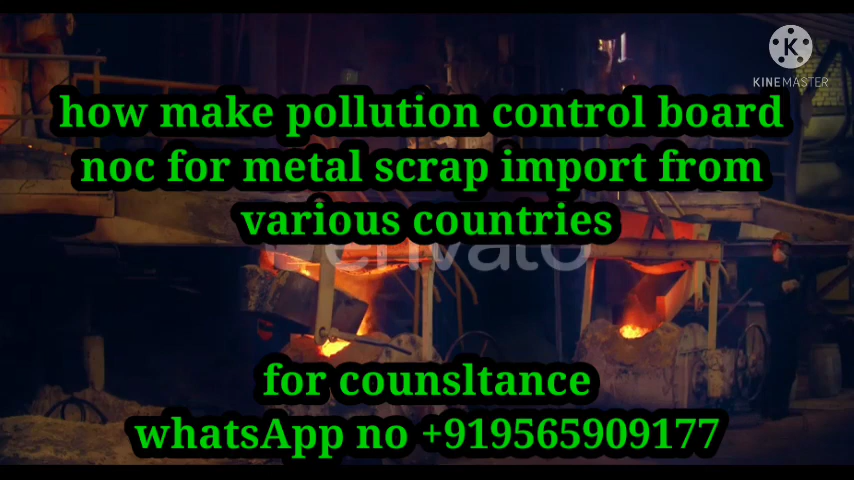 KINEMASTER
how make pollution control board
noc for metal scrap import from
various countries
envato
for counsltance
whatsApp no +919565909177